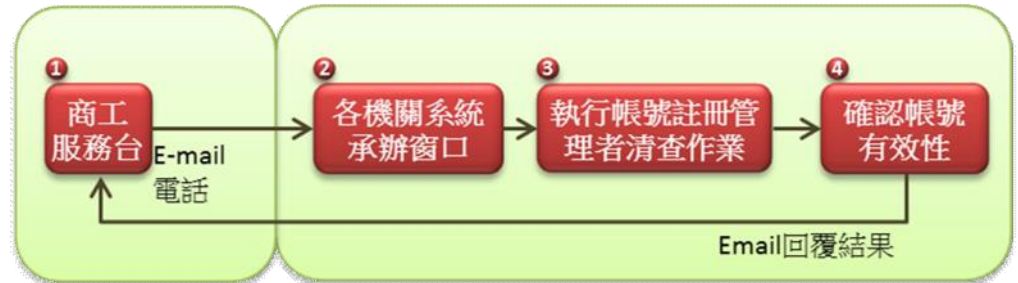 1
商工
服務台
E-mail
電話
2
各機關系統
承辦窗口
3
執行帳號註冊管
理者清查作業
4
確認帳號
有效性
Email回覆結果